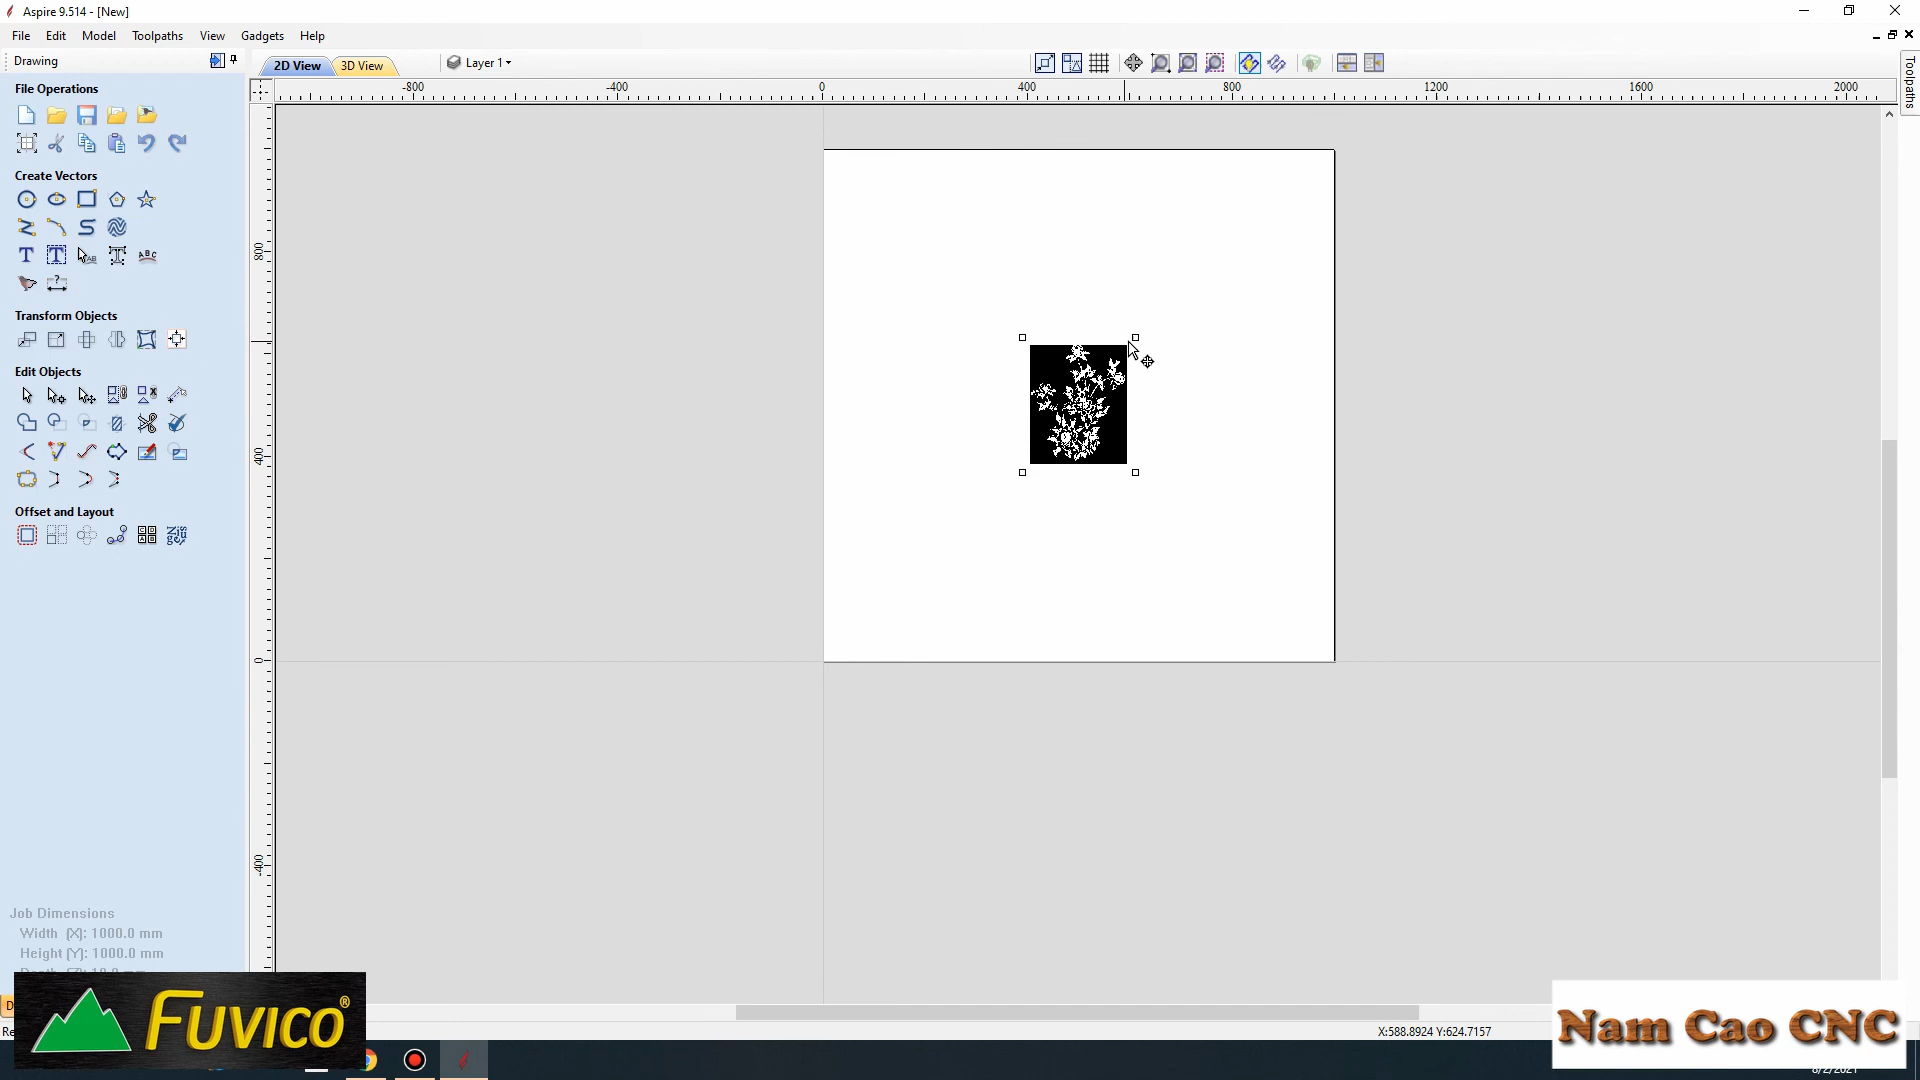 Aspire 9.514 - [New]
File Edit Model Toolpaths View Gadgets Help
Drawing
2D View 3D View Layer 1
File Operations
Create Vectors
Transform Objects
Edit Objects
Offset and Layout
-800 -400 0 400 800 1200 1600 2000
800
400
0
-400
Toolpaths
Job Dimensions
Width (X): 1000.0 mm
Height (Y): 1000.0 mm
X:588.8924 Y:624.7157
FUVICO®
Nam Cao CNC
8/2/2021